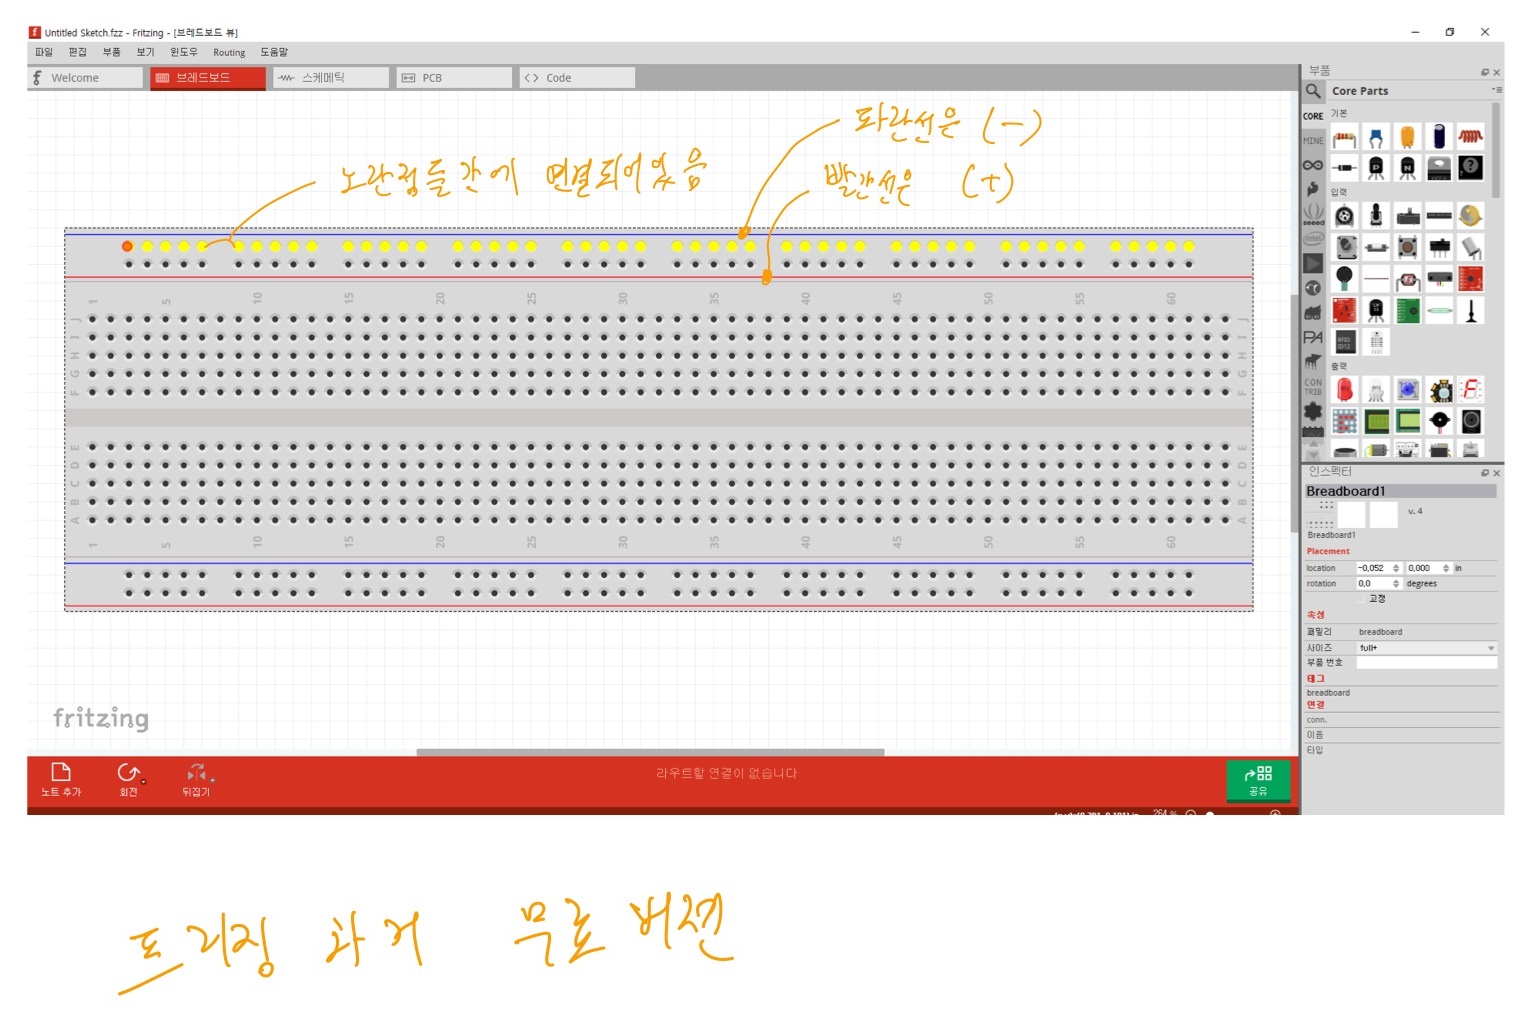 Untitled Sketch.fzz - Fritzing - [브레드보드 뷰]
파일 편집 부품 보기 윈도우 Routing 도움말
Welcome 브레드보드 스케메틱 PCB Code
부품
Core Parts
CORE 기본
MINE
입력
seeed
intel
PA
출력
CON
TRIB
파란선은 (-)
노란점들간에 연결되어있음
빨간선은 (+)
1 5 10 15 20 25 30 35 40 45 50 55 60
J J
I I
H H
G G
F F
E E
D D
C C
B B
A A
1 5 10 15 20 25 30 35 40 45 50 55 60
fritzing
인스펙터
Breadboard1
v. 4
Breadboard1
Placement
location -0,052 0,000 in
rotation 0,0 degrees
고정
속성
패밀리 breadboard
사이즈 full+
부품 번호
태그
breadboard
연결
conn.
이름
타입
라우트할 연결이 없습니다
노트 추가 회전 뒤집기 공유
264 %
프리징 과거 무료 버젼